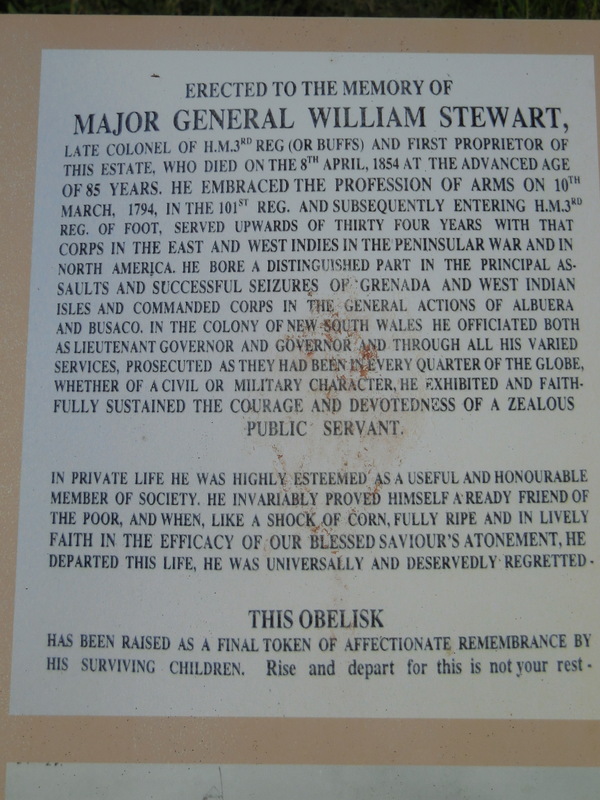 ERECTED TO THE MEMORY OF
MAJOR GENERAL WILLIAM STEWART,
LATE COLONEL OF H.M.3RD REG (OR BUFFS) AND FIRST PROPRIETOR OF
THIS ESTATE, WHO DIED ON THE 8TH APRIL, 1854 AT THE ADVANCED AGE
OF 85 YEARS. HE EMBRACED THE PROFESSION OF ARMS ON 10TH
MARCH, 1794, IN THE 101ST REG. AND SUBSEQUENTLY ENTERING H.M.3RD
REG. OF FOOT, SERVED UPWARDS OF THIRTY FOUR YEARS WITH THAT
CORPS IN THE EAST AND WEST INDIES IN THE PENINSULAR WAR AND IN
NORTH AMERICA. HE BORE A DISTINGUISHED PART IN THE PRINCIPAL AS-
SAULTS AND SUCCESSFUL SEIZURES OF GRENADA AND WEST INDIAN
ISLES AND COMMANDED CORPS IN THE GENERAL ACTIONS OF ALBUERA
AND BUSACO. IN THE COLONY OF NEW SOUTH WALES HE OFFICIATED BOTH
AS LIEUTENANT GOVERNOR AND GOVERNOR AND THROUGH ALL HIS VARIED
SERVICES, PROSECUTED AS THEY HAD BEEN IN EVERY QUARTER OF THE GLOBE,
WHETHER OF A CIVIL OR MILITARY CHARACTER, HE EXHIBITED AND FAITH-
FULLY SUSTAINED THE COURAGE AND DEVOTEDNESS OF A ZEALOUS
PUBLIC SERVANT.
IN PRIVATE LIFE HE WAS HIGHLY ESTEEMED AS A USEFUL AND HONOURABLE
MEMBER OF SOCIETY. HE INVARIABLY PROVED HIMSELF A READY FRIEND OF
THE POOR, AND WHEN, LIKE A SHOCK OF CORN, FULLY RIPE AND IN LIVELY
FAITH IN THE EFFICACY OF OUR BLESSED SAVIOUR'S ATONEMENT, HE
DEPARTED THIS LIFE, HE WAS UNIVERSALLY AND DESERVEDLY REGRETTED-
THIS OBELISK
HAS BEEN RAISED AS A FINAL TOKEN OF AFFECTIONATE REMEMBRANCE BY
HIS SURVIVING CHILDREN. Rise and depart for this is not your rest-